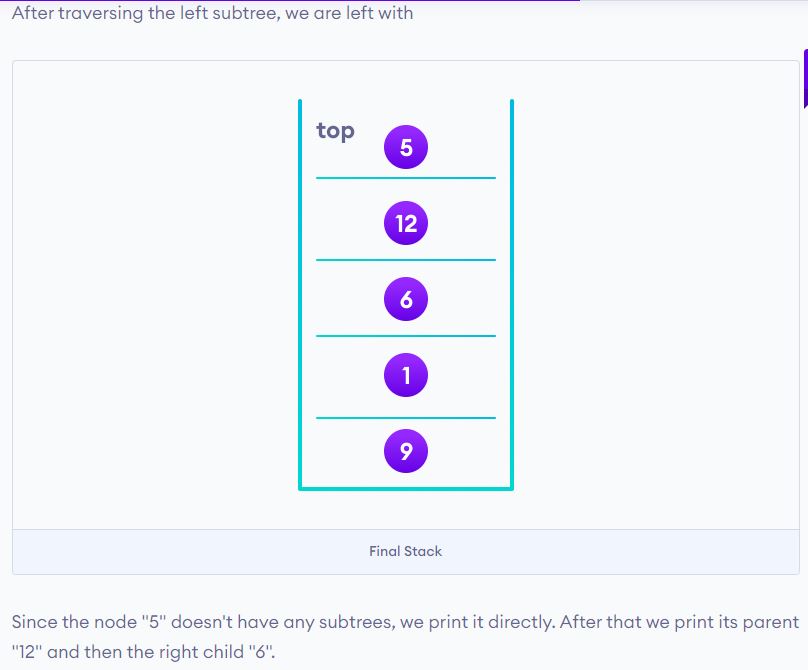 After traversing the left subtree, we are left with
top
5
12
6
1
9
Final Stack
Since the node "5" doesn't have any subtrees, we print it directly. After that we print its parent
"12" and then the right child "6".